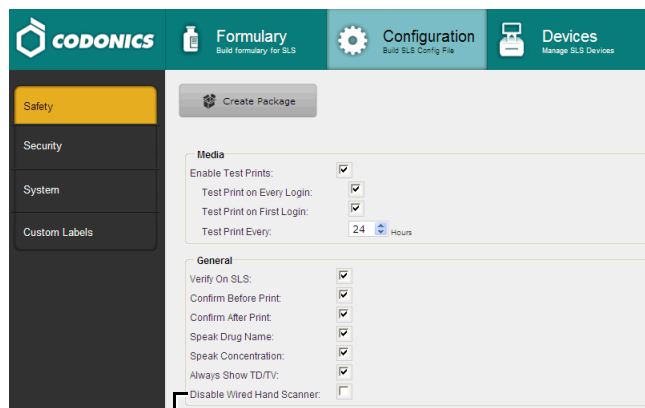 CODONICS
Formulary
Build formulary for SLS
Configuration
Build SLS Config File
Devices
Manage SLS Devices
Safety
Security
System
Custom Labels
Create Package
Media
Enable Test Prints:
Test Print on Every Login:
Test Print on First Login:
Test Print Every: 24 Hours
General
Verify On SLS:
Confirm Before Print:
Confirm After Print:
Speak Drug Name:
Speak Concentration:
Always Show TD/TV:
Disable Wired Hand Scanner: